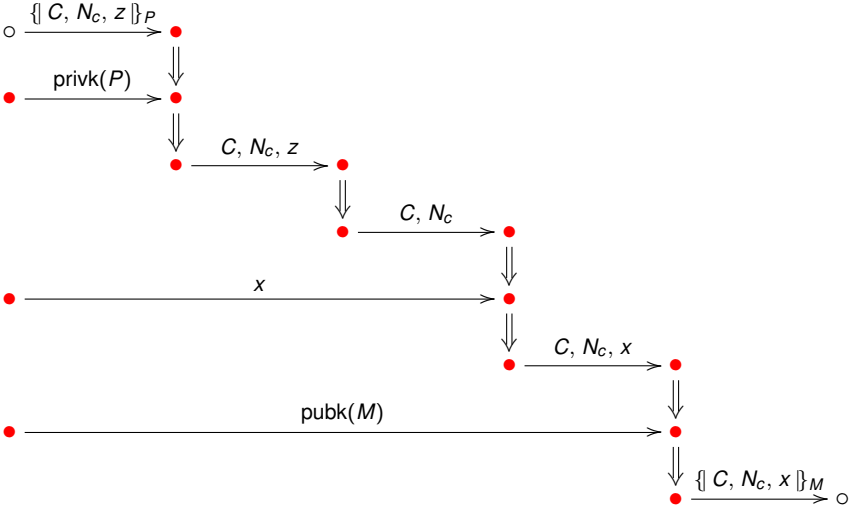 {| C, N_c, z |}_P
privk(P)
C, N_c, z
C, N_c
x
C, N_c, x
pubk(M)
{| C, N_c, x |}_M